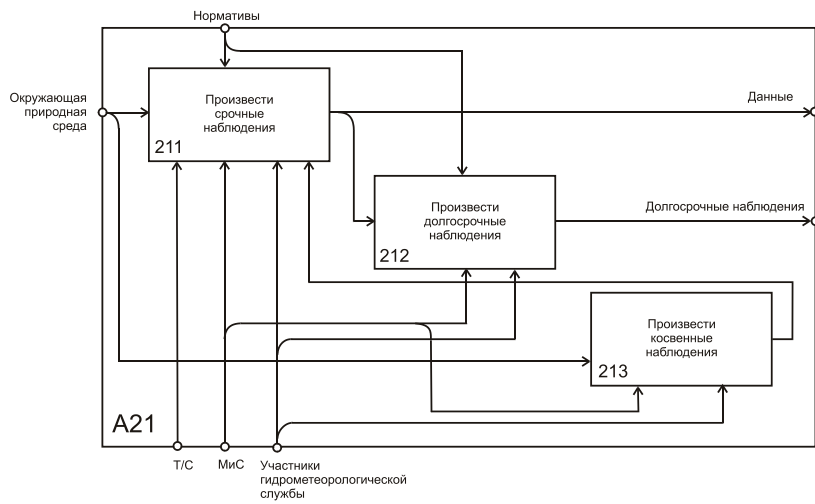 Нормативы
Окружающая
природная
среда
Произвести
срочные
наблюдения
211
Данные
Произвести
долгосрочные
наблюдения
212
Долгосрочные наблюдения
Произвести
косвенные
наблюдения
213
А21
Т/С
МиС
Участники
гидрометеорологической
службы